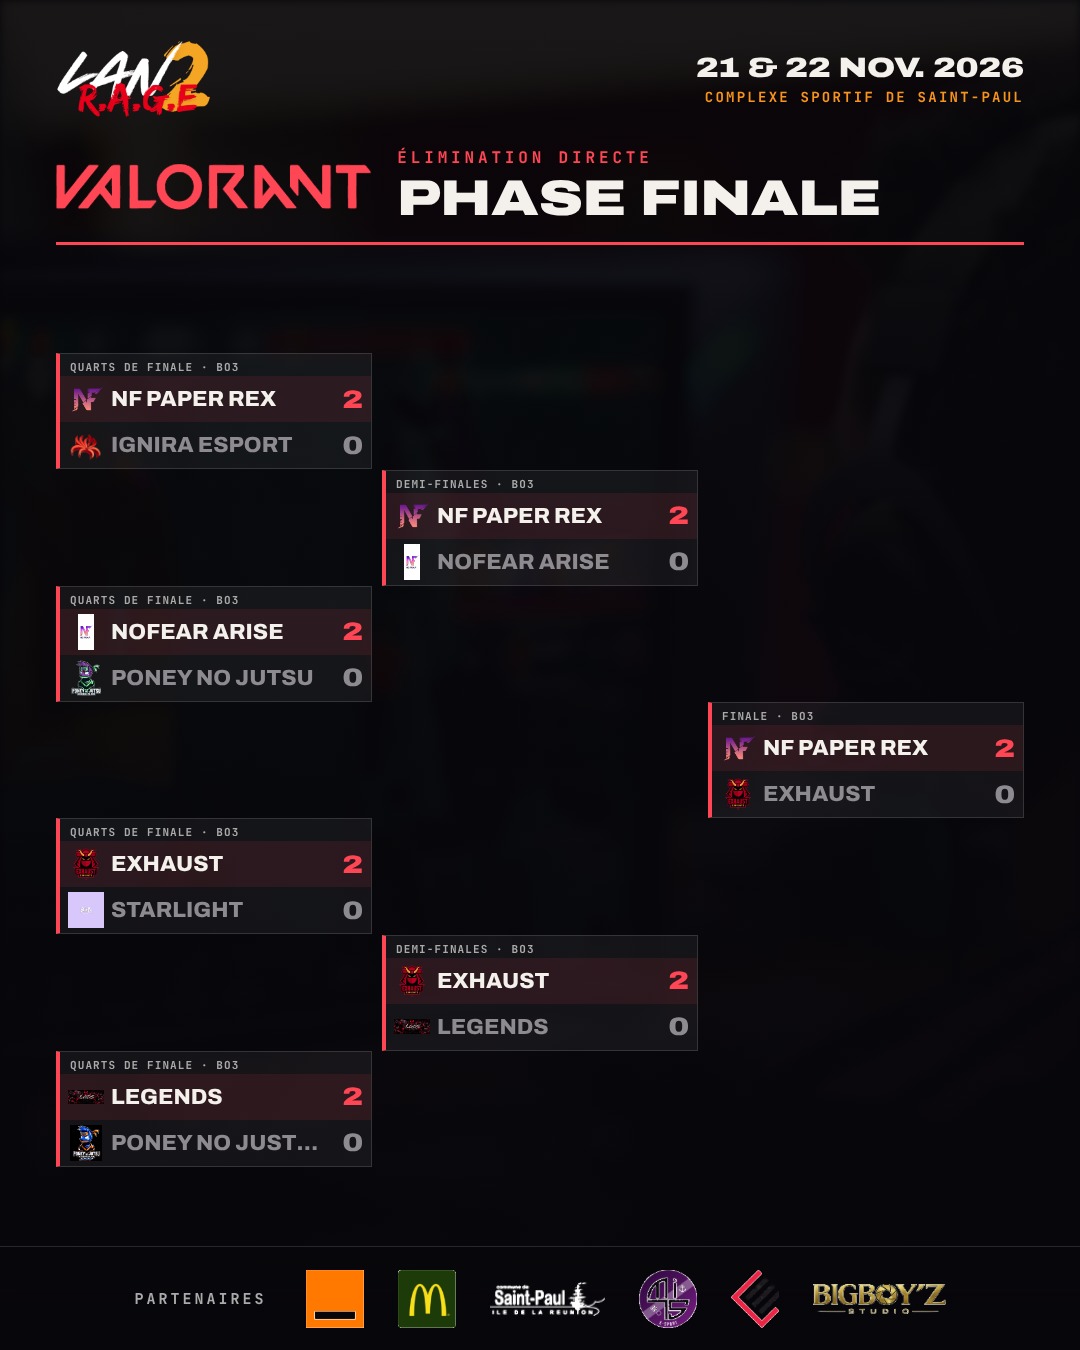 LAN 2
R.A.G.E
21 & 22 NOV. 2026
COMPLEXE SPORTIF DE SAINT-PAUL
VALORANT
ÉLIMINATION DIRECTE
PHASE FINALE
QUARTS DE FINALE · BO3
NF PAPER REX 2
IGNIRA ESPORT 0
DEMI-FINALES · BO3
NF PAPER REX 2
NOFEAR ARISE 0
QUARTS DE FINALE · BO3
NOFEAR ARISE 2
PONEY NO JUTSU 0
FINALE · BO3
NF PAPER REX 2
EXHAUST 0
QUARTS DE FINALE · BO3
EXHAUST 2
STARLIGHT 0
DEMI-FINALES · BO3
EXHAUST 2
LEGENDS 0
QUARTS DE FINALE · BO3
LEGENDS 2
PONEY NO JUST... 0
PARTENAIRES
commune de
Saint-Paul
ILE DE LA REUNION
BIGBOY'Z
STUDIO